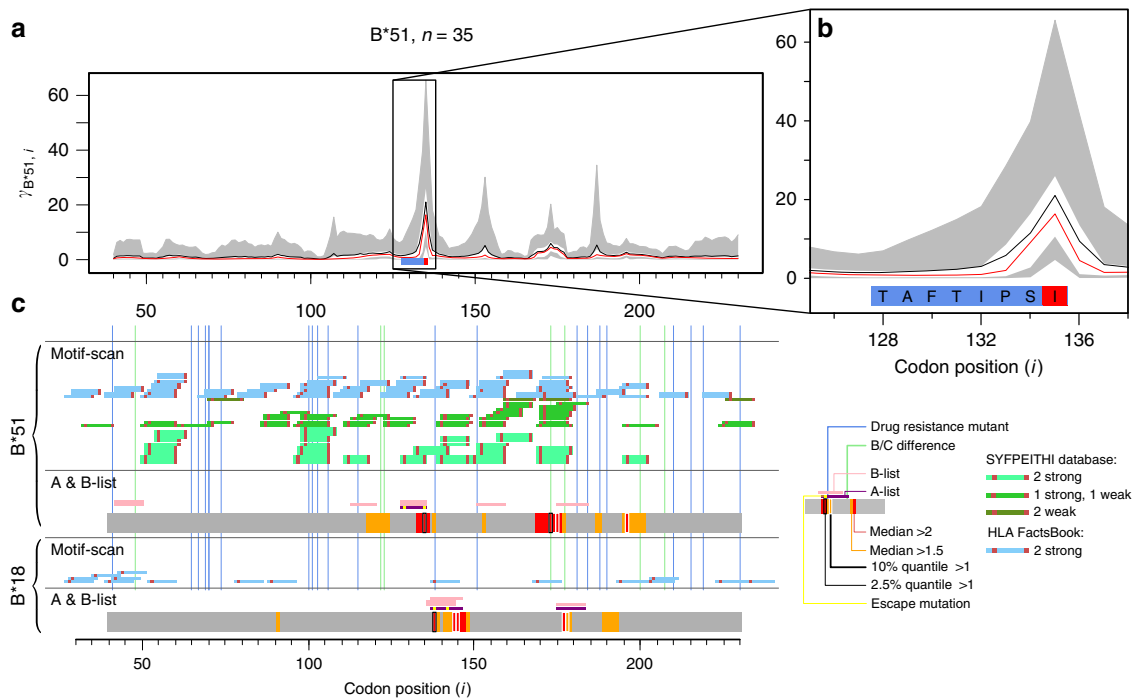 a
B*51, n = 35
b
60
40
20
0
γB*51, i
50
100
150
200
60
40
20
0
T A F T I P S I
128
132
136
Codon position (i)
c
B*51
Motif-scan
A & B-list
B*18
Motif-scan
A & B-list
50
100
150
200
Codon position (i)
Drug resistance mutant
B/C difference
B-list
A-list
Median >2
Median >1.5
10% quantile >1
2.5% quantile >1
Escape mutation
SYFPEITHI database:
2 strong
1 strong, 1 weak
2 weak
HLA FactsBook:
2 strong